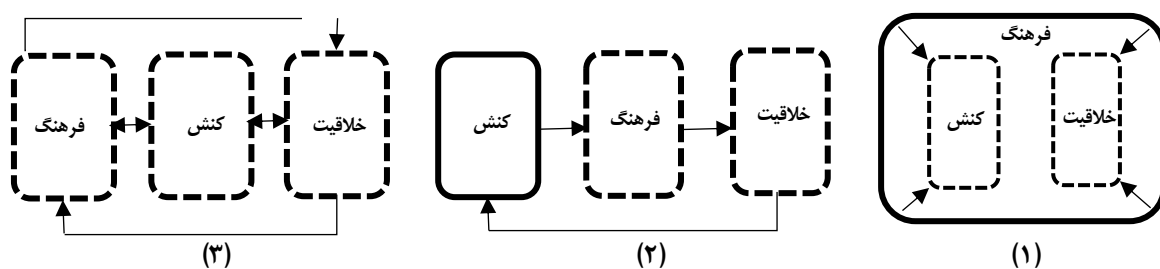 فرهنگ
کنش
خلاقیت
(۱)
کنش
فرهنگ
خلاقیت
(۲)
فرهنگ
کنش
خلاقیت
(۳)